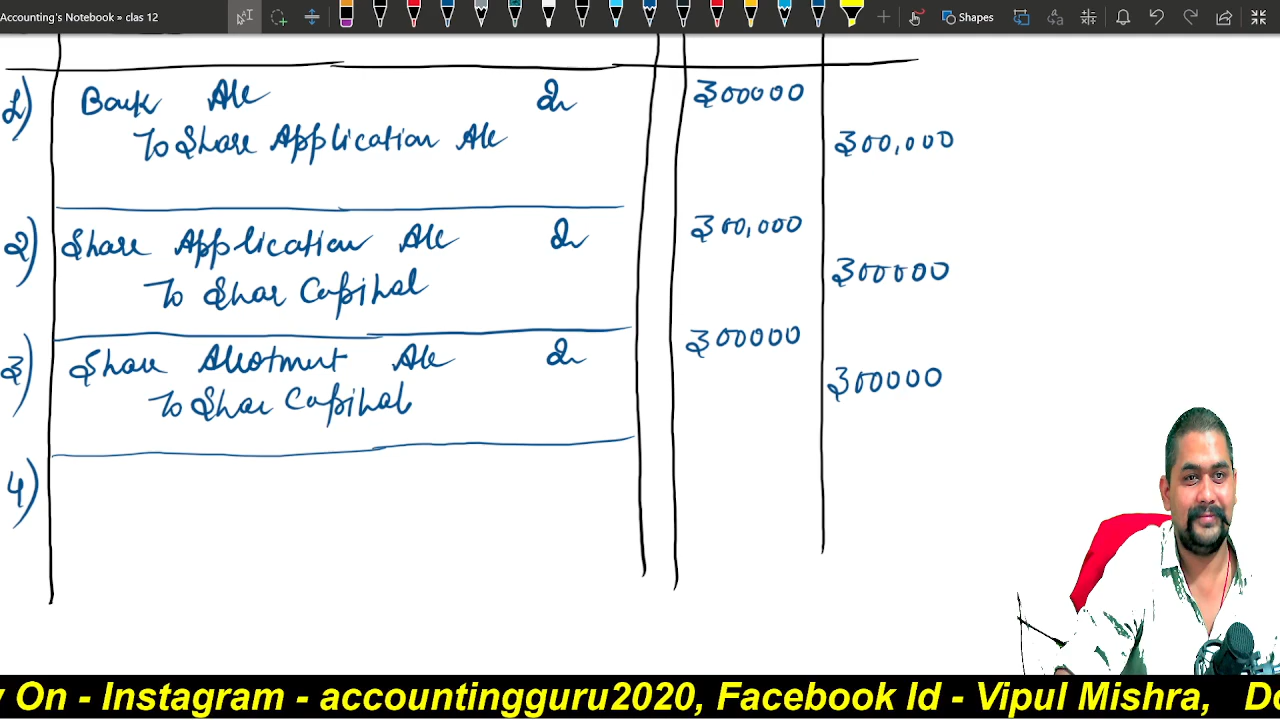 Accounting's Notebook » clas 12
Shapes
1) Bank A/c Dr 300000
To Share Application A/c 300,000
2) Share Application A/c Dr 300,000
To Shar Capital 300000
3) Share Allotment A/c Dr 300000
To Shar Capital 300000
4)
y On - Instagram - accountingguru2020, Facebook Id - Vipul Mishra, De